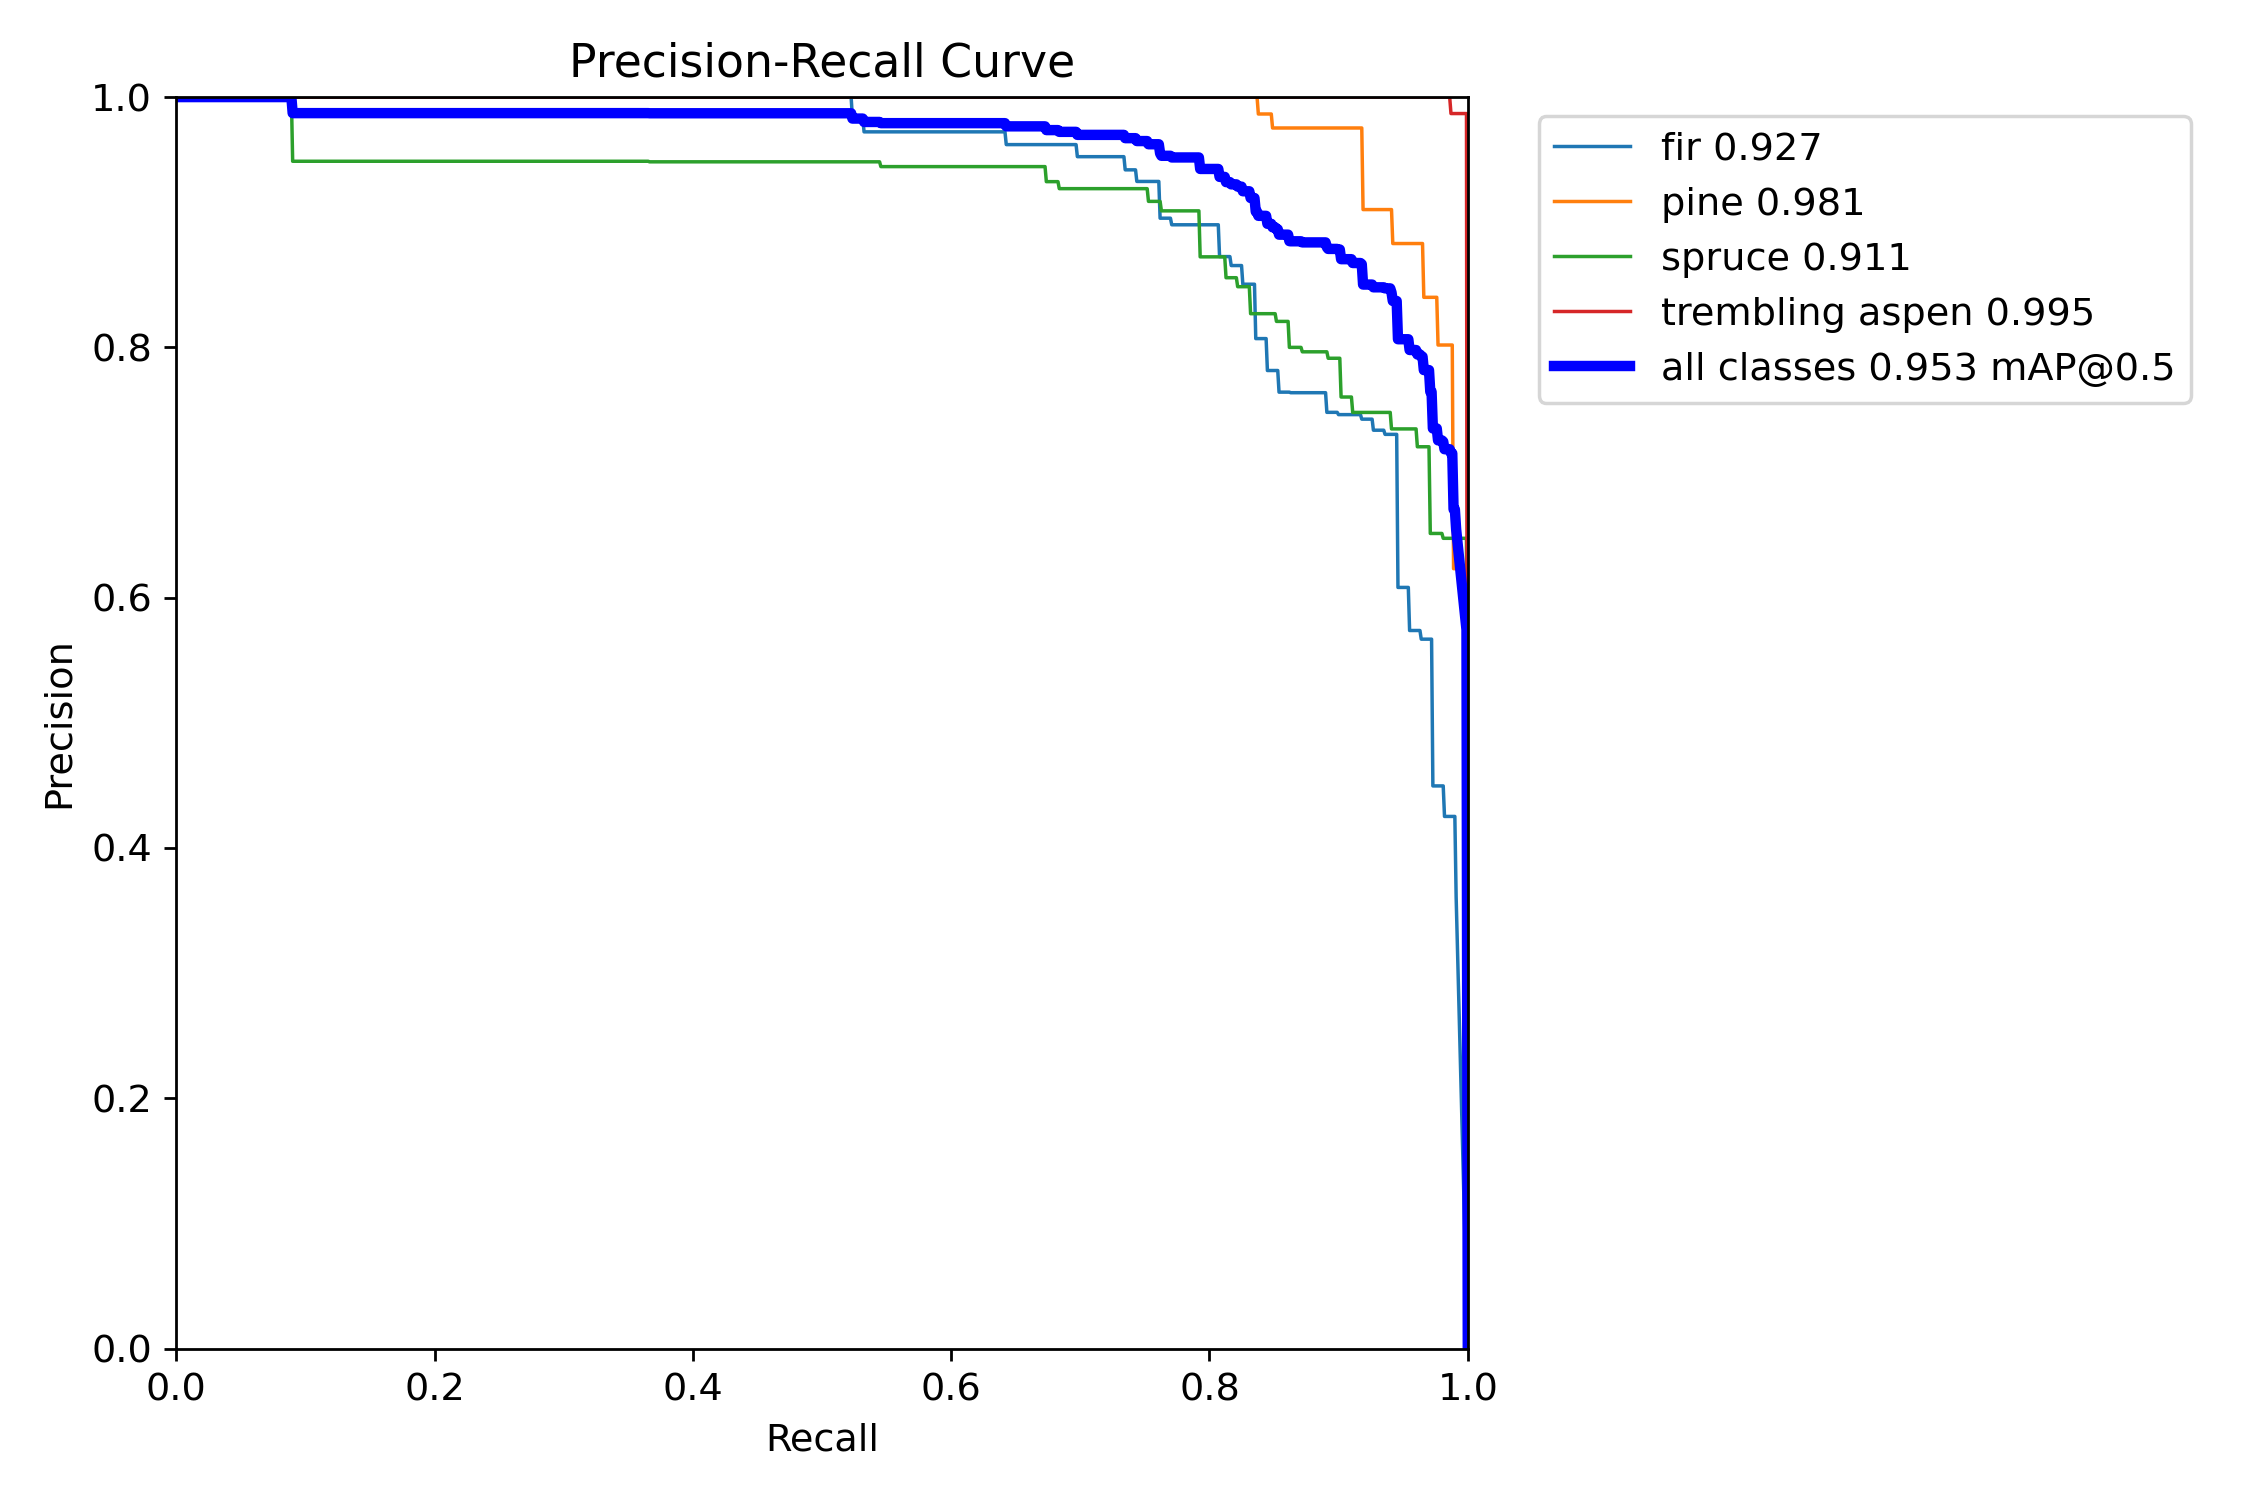 Precision-Recall Curve
1.0
0.8
0.6
0.4
0.2
0.0
Precision
0.0 0.2 0.4 0.6 0.8 1.0
Recall
fir 0.927
pine 0.981
spruce 0.911
trembling aspen 0.995
all classes 0.953 mAP@0.5